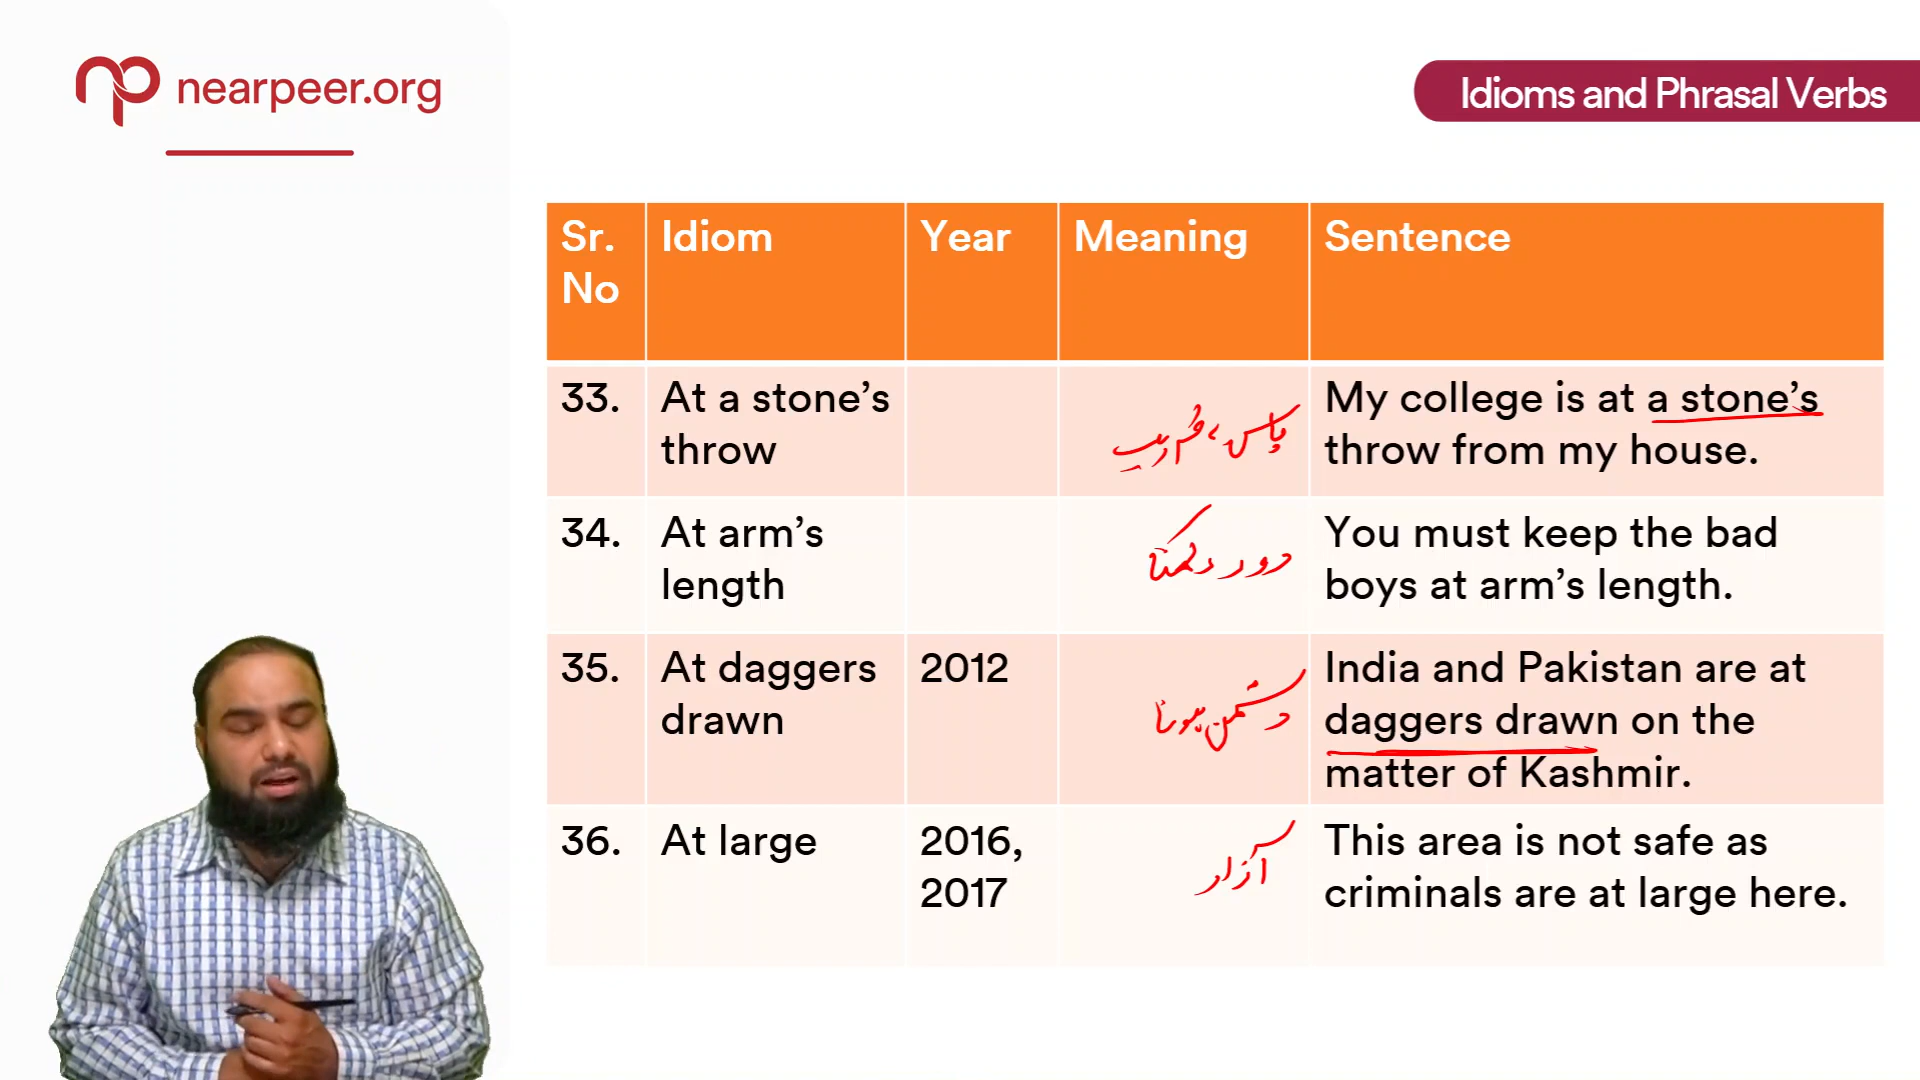 nearpeer.org
Idioms and Phrasal Verbs
Sr. No
Idiom
Year
Meaning
Sentence
33.
At a stone’s
throw
پاس، قریب
My college is at a stone’s
throw from my house.
34.
At arm’s
length
دور رکھنا
You must keep the bad
boys at arm’s length.
35.
At daggers
drawn
2012
دشمن ہونا
India and Pakistan are at
daggers drawn on the
matter of Kashmir.
36.
At large
2016,
2017
آزاد
This area is not safe as
criminals are at large here.